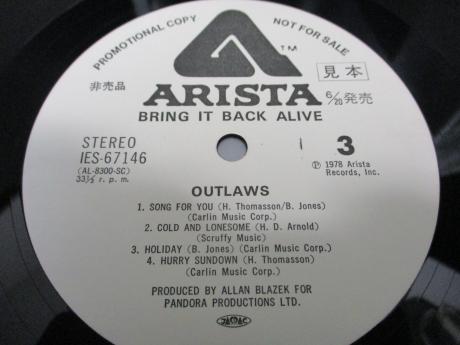 PROMOTIONAL COPY NOT FOR SALE
TM
非売品 見本
ARISTA 6/20発売
BRING IT BACK ALIVE
STEREO 3
IES-67146 ℗ 1978 Arista
(AL-8300-SC) Records, Inc.
33⅓ r. p. m.
OUTLAWS
1. SONG FOR YOU (H. Thomasson/B. Jones)
(Carlin Music Corp.)
2. COLD AND LONESOME (H. D. Arnold)
(Scruffy Music)
3. HOLIDAY (B. Jones) (Carlin Music Corp.)
4. HURRY SUNDOWN (H. Thomasson)
(Carlin Music Corp.)
PRODUCED BY ALLAN BLAZEK FOR
PANDORA PRODUCTIONS LTD.
JASRAC